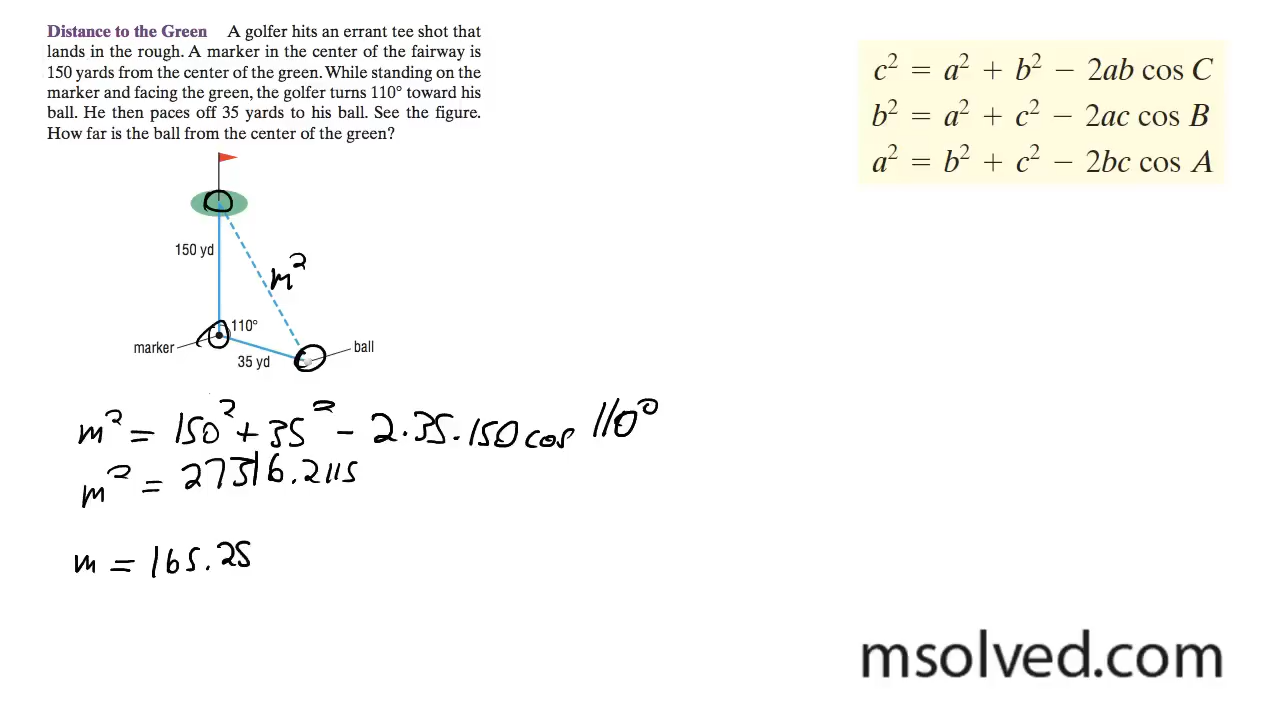 Distance to the Green A golfer hits an errant tee shot that
lands in the rough. A marker in the center of the fairway is
150 yards from the center of the green. While standing on the
marker and facing the green, the golfer turns 110° toward his
ball. He then paces off 35 yards to his ball. See the figure.
How far is the ball from the center of the green?
c² = a² + b² − 2ab cos C
b² = a² + c² − 2ac cos B
a² = b² + c² − 2bc cos A
150 yd
m²
110°
marker
35 yd
ball
m² = 150² + 35² − 2·35·150 cos 110°
m² = 27316.2115
m = 165.25
msolved.com